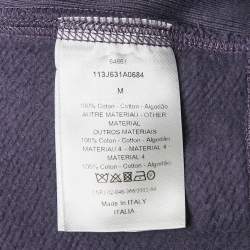 113J631A0684
M
100% Coton - Cotton - Algodão
AUTRE MATERIAU - OTHER
MATERIAL
OUTROS MATERIAIS
100% Coton - Cotton - Algodão
MATERIAU 4 - MATERIAL 4 -
MATERIAL 4
100% Coton - Cotton - Algodão
Made in ITALY
ITALIA